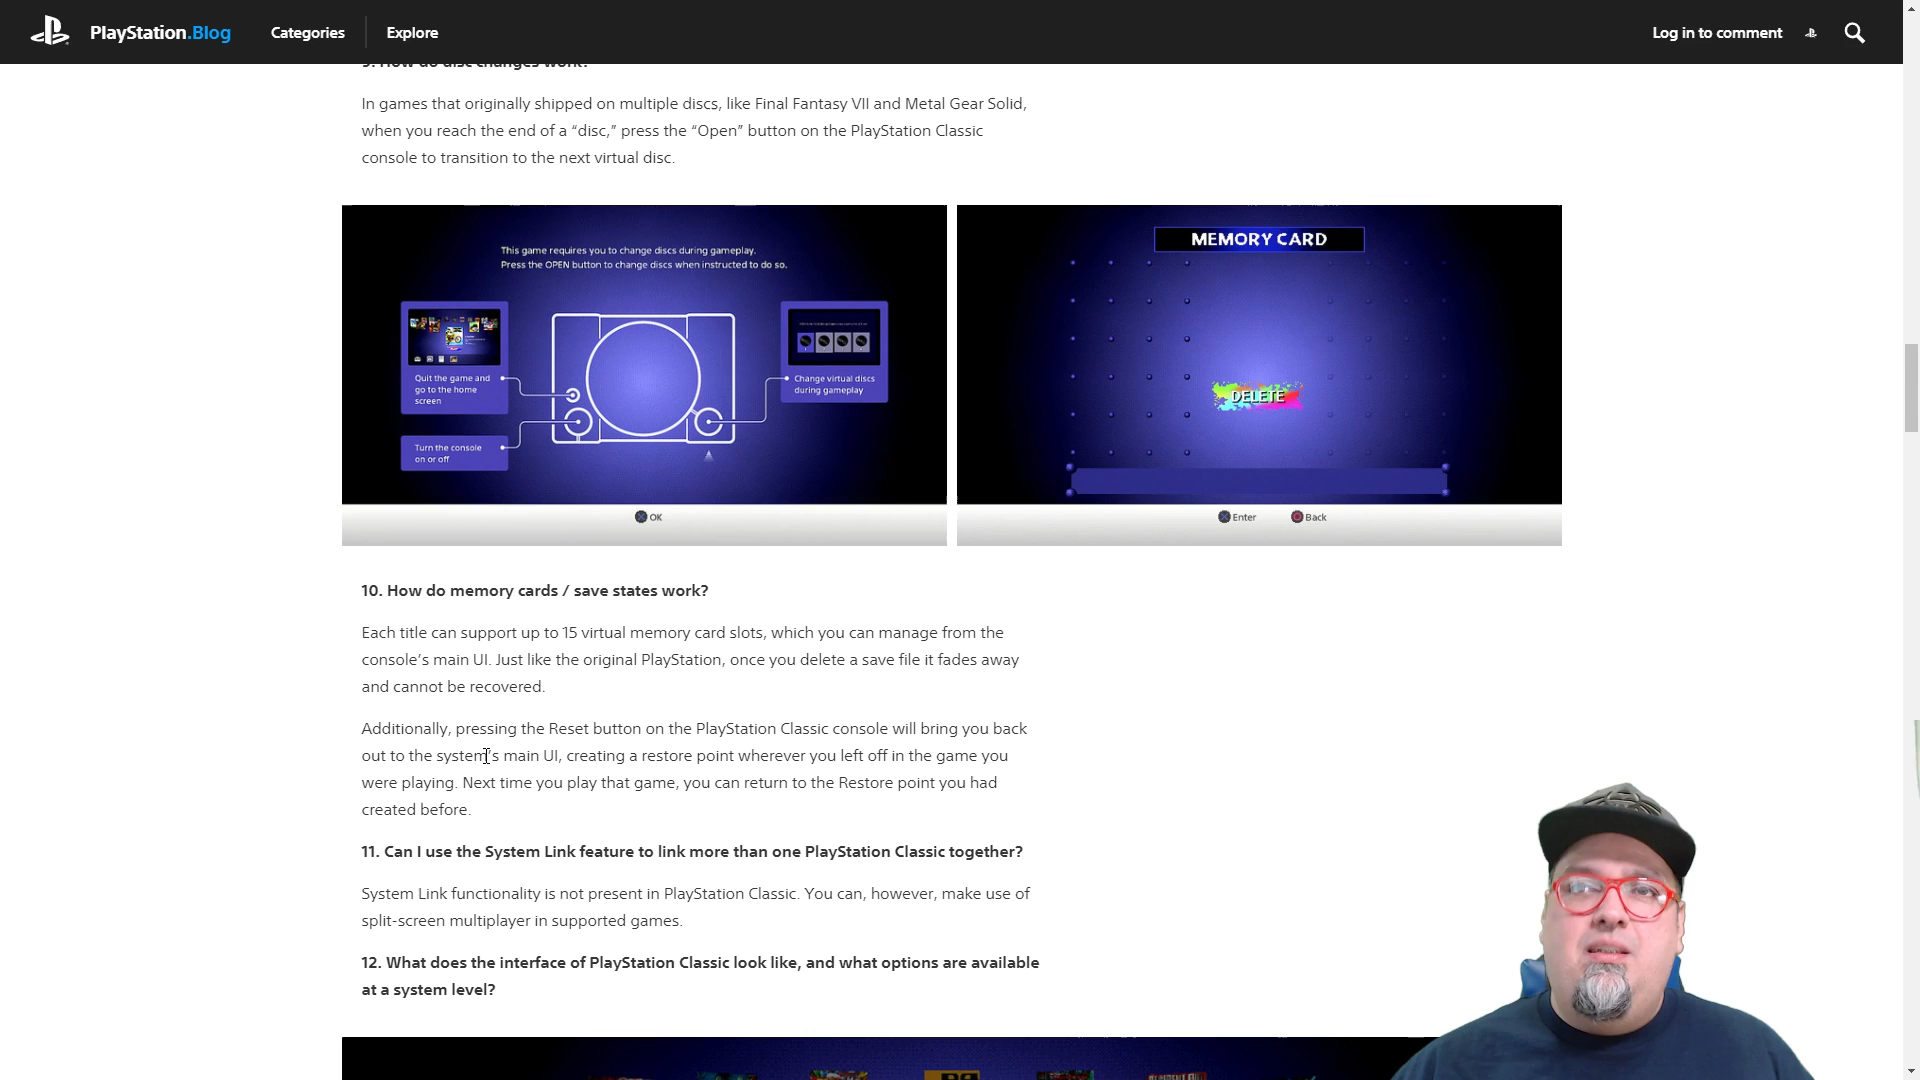 PlayStation.Blog Categories Explore Log in to comment
9. How do disc changes work?
In games that originally shipped on multiple discs, like Final Fantasy VII and Metal Gear Solid,
when you reach the end of a “disc,” press the “Open” button on the PlayStation Classic
console to transition to the next virtual disc.
This game requires you to change discs during gameplay.
Press the OPEN button to change discs when instructed to do so.
Quit the game and
go to the home
screen
Change virtual discs
during gameplay
Turn the console
on or off
OK
MEMORY CARD
DELETE
Enter Back
10. How do memory cards / save states work?
Each title can support up to 15 virtual memory card slots, which you can manage from the
console’s main UI. Just like the original PlayStation, once you delete a save file it fades away
and cannot be recovered.
Additionally, pressing the Reset button on the PlayStation Classic console will bring you back
out to the system’s main UI, creating a restore point wherever you left off in the game you
were playing. Next time you play that game, you can return to the Restore point you had
created before.
11. Can I use the System Link feature to link more than one PlayStation Classic together?
System Link functionality is not present in PlayStation Classic. You can, however, make use of
split-screen multiplayer in supported games.
12. What does the interface of PlayStation Classic look like, and what options are available
at a system level?